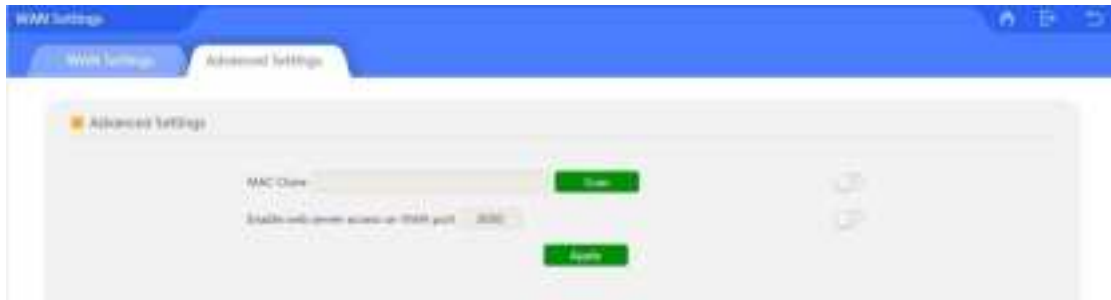 WAN Settings
WAN Settings Advanced Settings
Advanced Settings
MAC Clone Scan
Enable web server access on WAN port
Apply